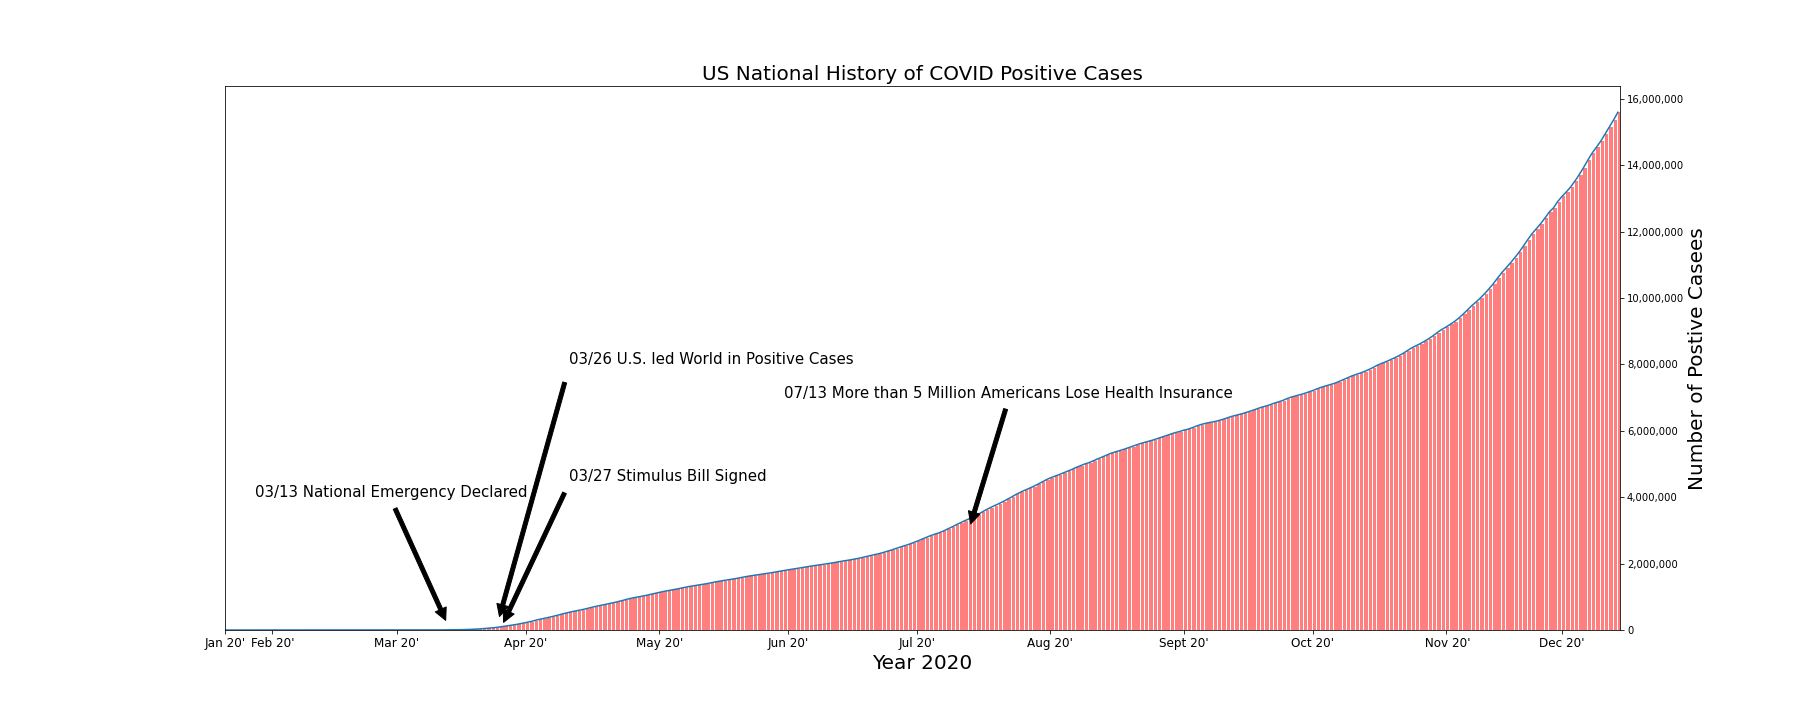 US National History of COVID Positive Cases
16,000,000
14,000,000
12,000,000
10,000,000
8,000,000
6,000,000
4,000,000
2,000,000
0
Number of Postive Casees
03/26 U.S. led World in Positive Cases
07/13 More than 5 Million Americans Lose Health Insurance
03/27 Stimulus Bill Signed
03/13 National Emergency Declared
Jan 20' Feb 20' Mar 20' Apr 20' May 20' Jun 20' Jul 20' Aug 20' Sept 20' Oct 20' Nov 20' Dec 20'
Year 2020